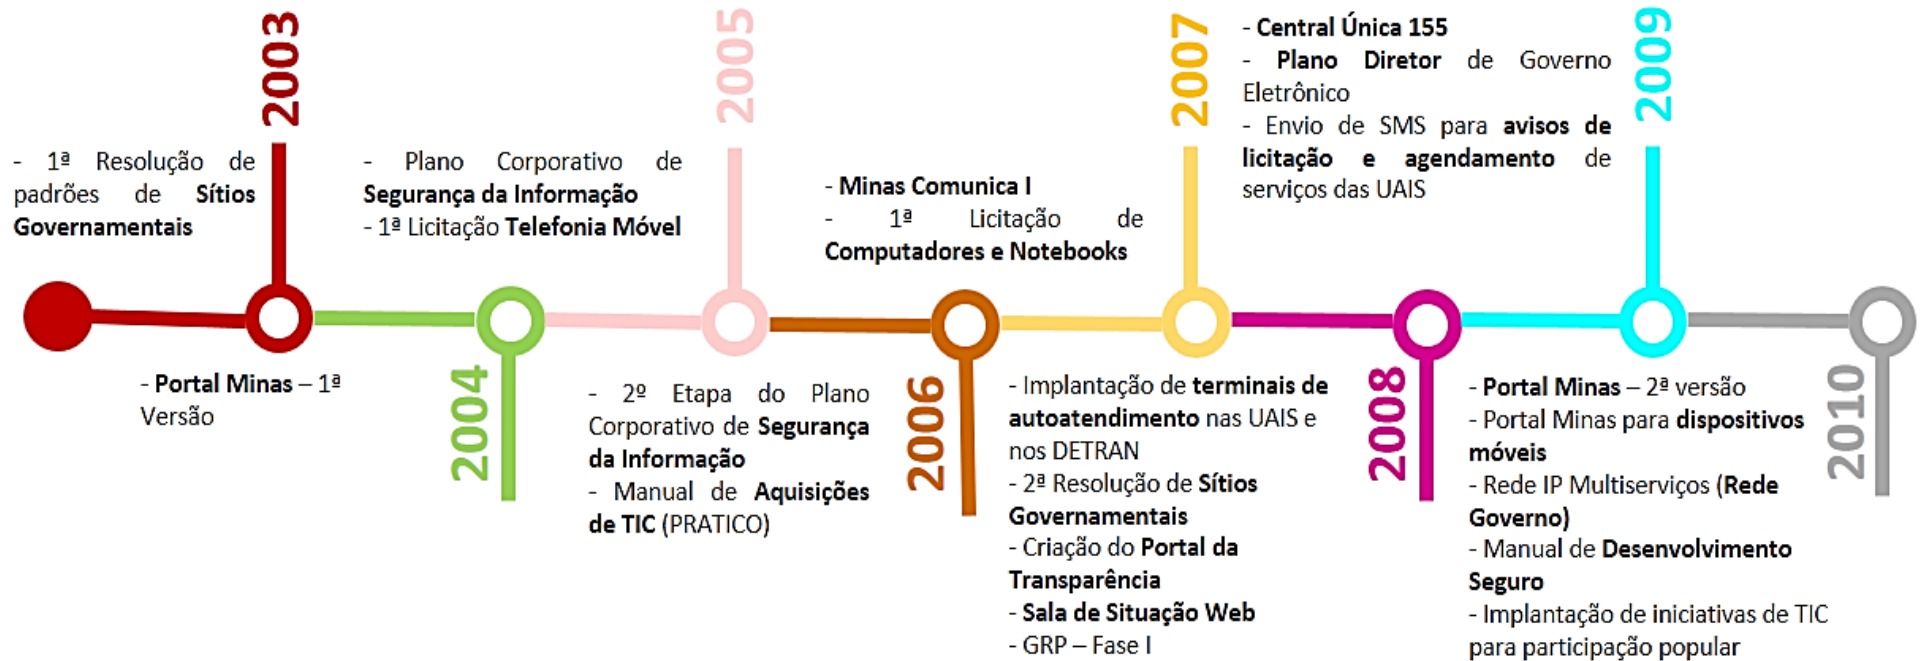 2003
- 1ª Resolução de
padrões de Sítios
Governamentais
- Portal Minas – 1ª
Versão
2004
- Plano Corporativo de
Segurança da Informação
- 1ª Licitação Telefonia Móvel
2005
- 2º Etapa do Plano
Corporativo de Segurança
da Informação
- Manual de Aquisições
de TIC (PRATICO)
2006
- Minas Comunica I
- 1ª Licitação de
Computadores e Notebooks
2007
- Implantação de terminais de
autoatendimento nas UAIS e
nos DETRAN
- 2ª Resolução de Sítios
Governamentais
- Criação do Portal da
Transparência
- Sala de Situação Web
- GRP – Fase I
2008
- Central Única 155
- Plano Diretor de Governo
Eletrônico
- Envio de SMS para avisos de
licitação e agendamento de
serviços das UAIS
2009
- Portal Minas – 2ª versão
- Portal Minas para dispositivos
móveis
- Rede IP Multiserviços (Rede
Governo)
- Manual de Desenvolvimento
Seguro
- Implantação de iniciativas de TIC
para participação popular
2010